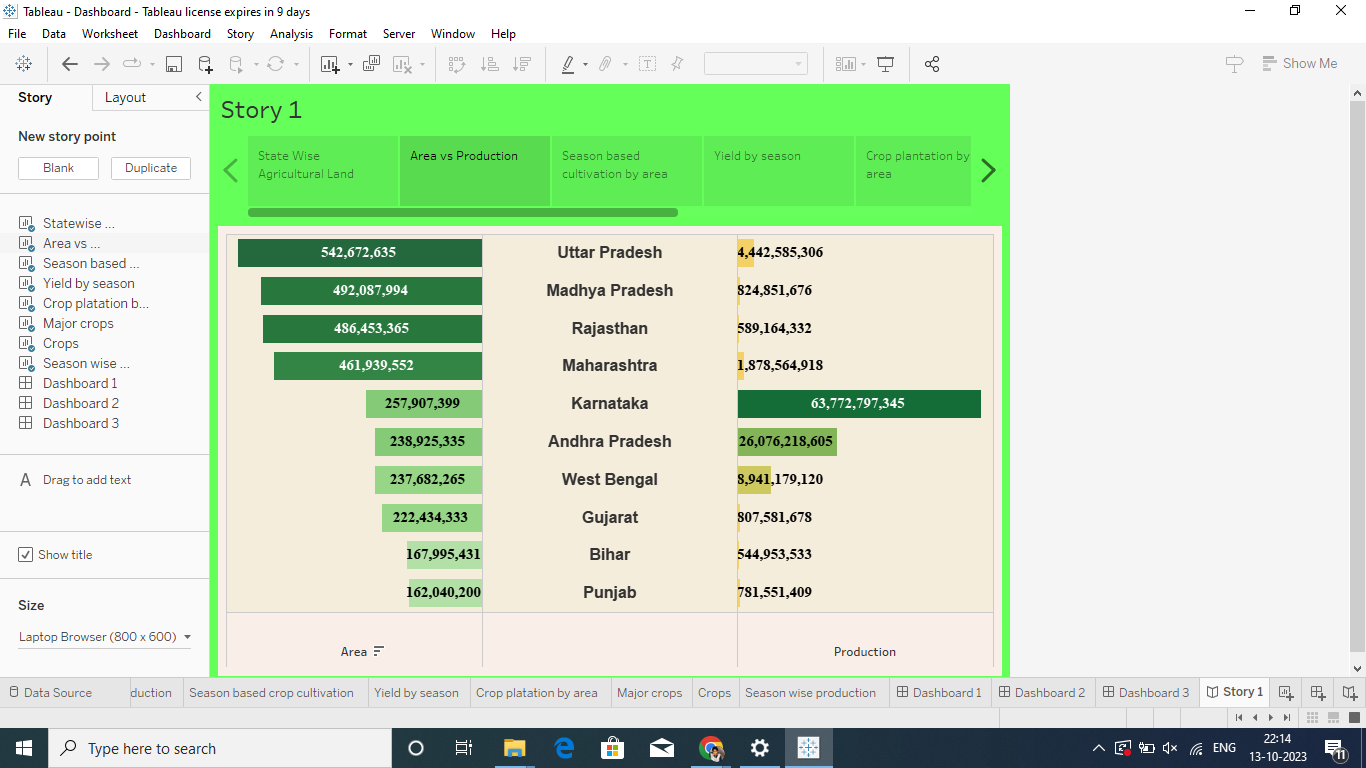 Tableau - Dashboard - Tableau license expires in 9 days
File Data Worksheet Dashboard Story Analysis Format Server Window Help
Show Me
Story Layout
New story point
Blank Duplicate
Statewise ...
Area vs ...
Season based ...
Yield by season
Crop platation b...
Major crops
Crops
Season wise ...
Dashboard 1
Dashboard 2
Dashboard 3
A Drag to add text
Show title
Size
Laptop Browser (800 x 600)
Story 1
State Wise
Agricultural Land
Area vs Production
Season based
cultivation by area
Yield by season
Crop plantation by
area
542,672,635 Uttar Pradesh 4,442,585,306
492,087,994 Madhya Pradesh 824,851,676
486,453,365 Rajasthan 589,164,332
461,939,552 Maharashtra 1,878,564,918
257,907,399 Karnataka 63,772,797,345
238,925,335 Andhra Pradesh 26,076,218,605
237,682,265 West Bengal 8,941,179,120
222,434,333 Gujarat 807,581,678
167,995,431 Bihar 544,953,533
162,040,200 Punjab 781,551,409
Area Production
Data Source duction Season based crop cultivation Yield by season Crop platation by area Major crops Crops Season wise production Dashboard 1 Dashboard 2 Dashboard 3 Story 1
Type here to search
ENG
22:14
13-10-2023
11